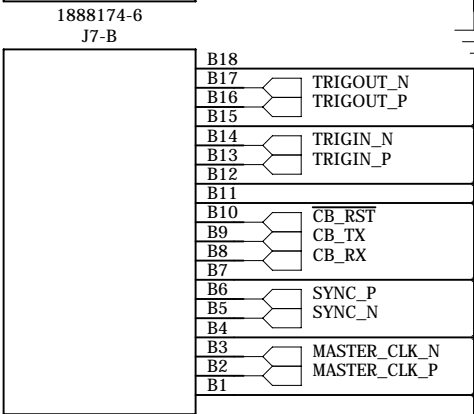 1888174-6
J7-B
B18
B17 TRIGOUT_N
B16 TRIGOUT_P
B15
B14 TRIGIN_N
B13 TRIGIN_P
B12
B11
B10 CB_RST
B9 CB_TX
B8 CB_RX
B7
B6 SYNC_P
B5 SYNC_N
B4
B3 MASTER_CLK_N
B2 MASTER_CLK_P
B1